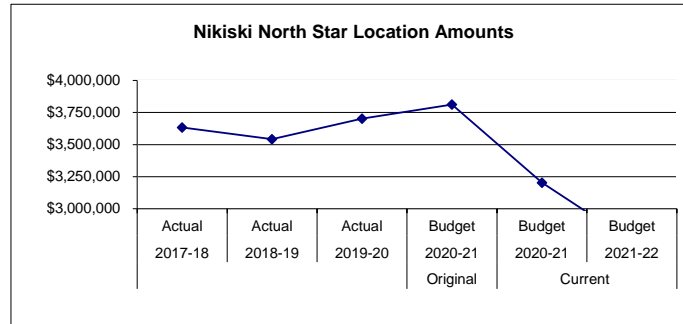 Nikiski North Star Location Amounts
$4,000,000
$3,750,000
$3,500,000
$3,250,000
$3,000,000
Actual Actual Actual Budget Budget Budget
2017-18 2018-19 2019-20 2020-21 2020-21 2021-22
Original Current